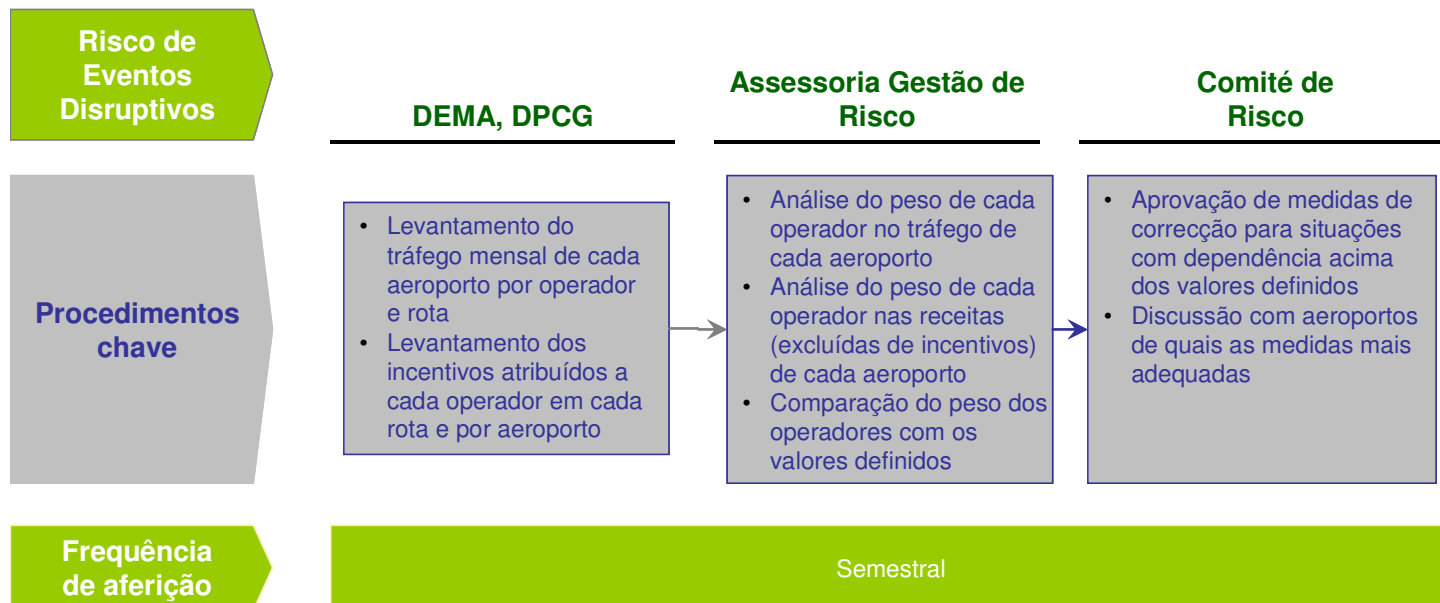 Risco de
Eventos
Disruptivos
DEMA, DPCG
Assessoria Gestão de
Risco
Comité de
Risco
Procedimentos
chave
• Levantamento do
tráfego mensal de cada
aeroporto por operador
e rota
• Levantamento dos
incentivos atribuídos a
cada operador em cada
rota e por aeroporto
• Análise do peso de cada
operador no tráfego de
cada aeroporto
• Análise do peso de cada
operador nas receitas
(excluídas de incentivos)
de cada aeroporto
• Comparação do peso dos
operadores com os
valores definidos
• Aprovação de medidas de
correcção para situações
com dependência acima
dos valores definidos
• Discussão com aeroportos
de quais as medidas mais
adequadas
Frequência
de aferição
Semestral